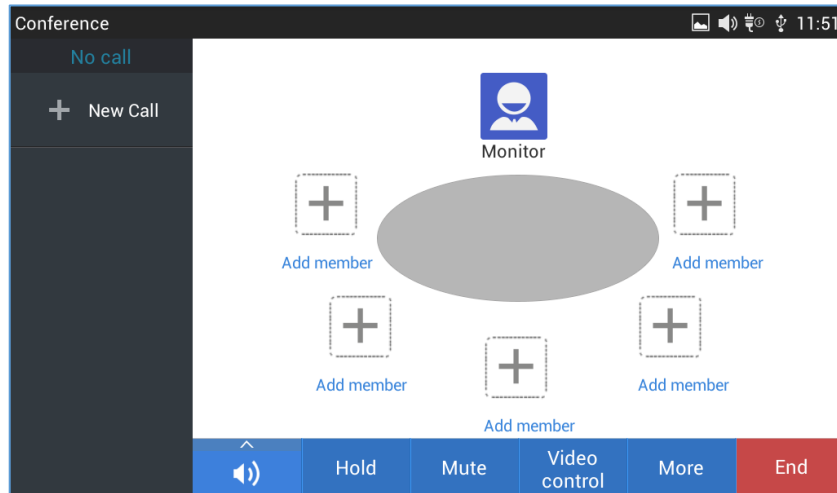 Conference
11:51
No call
New Call
Monitor
Add member
Add member
Add member
Add member
Add member
Hold
Mute
Video
control
More
End